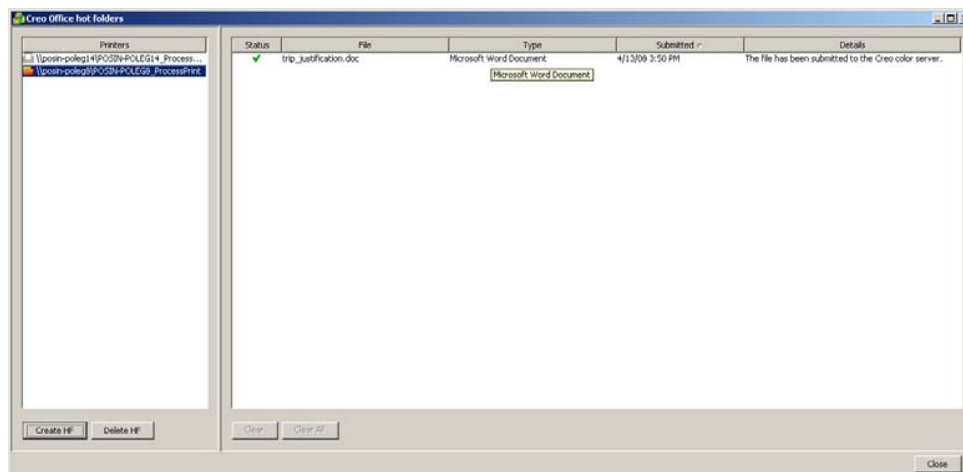 Creo Office hot folders
Printers
\\posin-poleg14\POSIN-POLEG14_Process...
\\posin-poleg8\POSIN-POLEG8_ProcessPrint
Status File Type Submitted Details
trip_justification.doc Microsoft Word Document 4/13/08 3:50 PM The file has been submitted to the Creo color server.
Microsoft Word Document
Create HF Delete HF Clear Clear All
Close